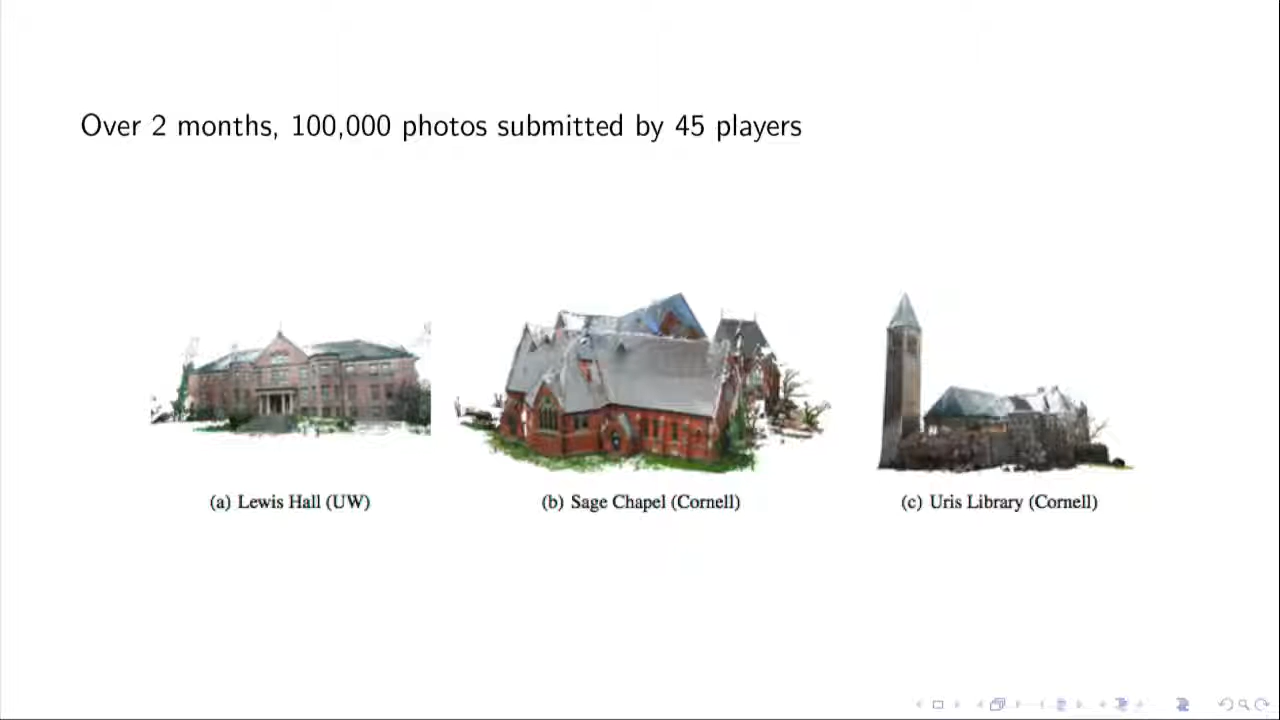 Over 2 months, 100,000 photos submitted by 45 players
(a) Lewis Hall (UW)
(b) Sage Chapel (Cornell)
(c) Uris Library (Cornell)